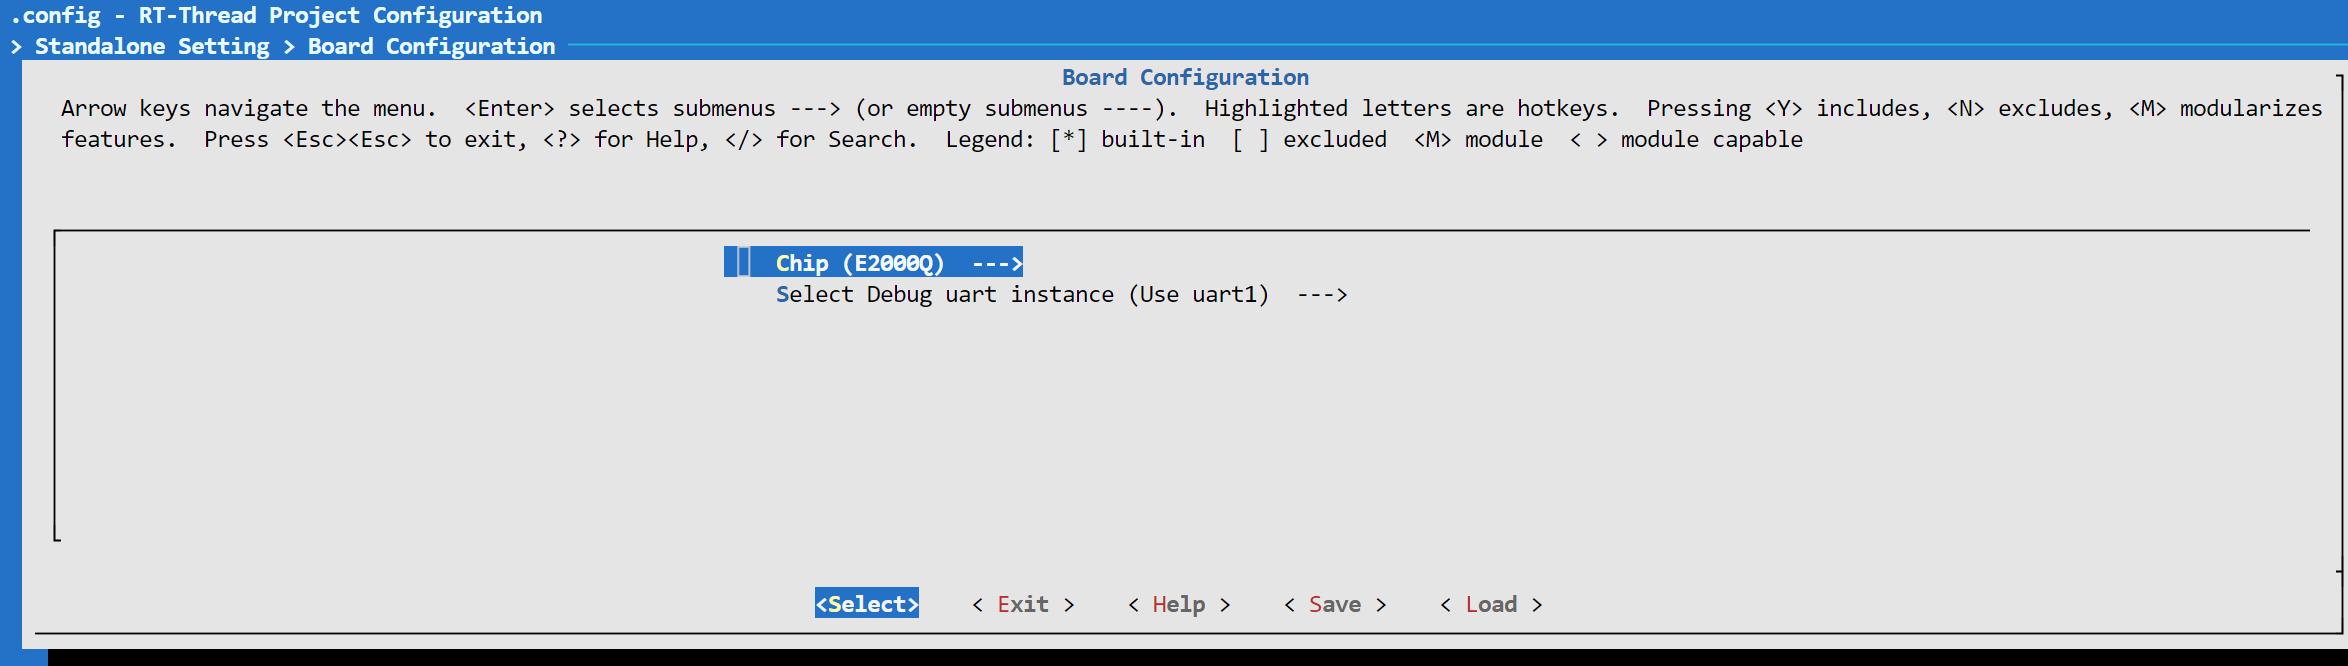 .config - RT-Thread Project Configuration
> Standalone Setting > Board Configuration
Board Configuration
Arrow keys navigate the menu.  <Enter> selects submenus ---> (or empty submenus ----).  Highlighted letters are hotkeys.  Pressing <Y> includes, <N> excludes, <M> modularizes
features.  Press <Esc><Esc> to exit, <?> for Help, </> for Search.  Legend: [*] built-in  [ ] excluded  <M> module  < > module capable
Chip (E2000Q)  --->
Select Debug uart instance (Use uart1)  --->
<Select>    < Exit >    < Help >    < Save >    < Load >